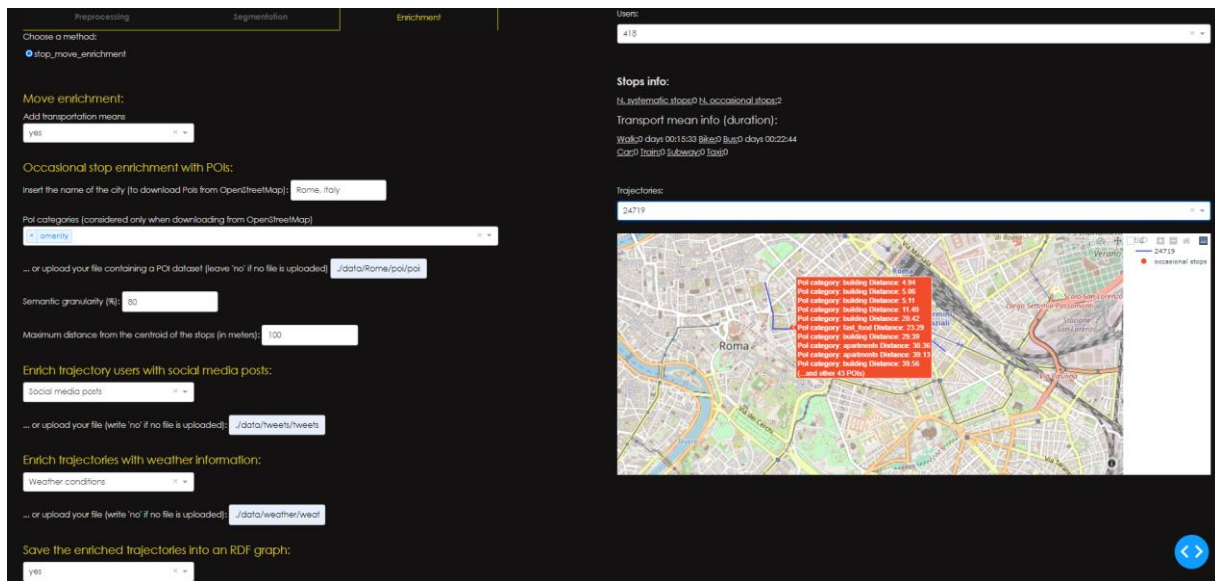 Preprocessing
Segmentation
Enrichment
Choose a method:
stop_move_enrichment
Move enrichment:
Add transportation means
yes
Occasional stop enrichment with POIs:
Insert the name of the city (to download Pois from OpenStreetMap): Rome, Italy
PoI categories (considered only when downloading from OpenStreetMap)
× amenity
... or upload your file containing a POI dataset (leave 'no' if no file is uploaded) ./data/Rome/poi/poi
Semantic granularity (%): 80
Maximum distance from the centroid of the stops (in meters): 100
Enrich trajectory users with social media posts:
Social media posts
... or upload your file (write 'no' if no file is uploaded): ./data/tweets/tweets
Enrich trajectories with weather information:
Weather conditions
... or upload your file (write 'no' if no file is uploaded): ./data/weather/weat
Save the enriched trajectories into an RDF graph:
yes
Users:
418
Stops info:
N. systematic stops:0 N. occasional stops:2
Transport mean info (duration):
Walk:0 days 00:15:33 Bike:0 Bus:0 days 00:22:44
Car:0 Train:0 Subway:0 Taxi:0
Trajectories:
24719
24719
occasional stops
PoI category: building Distance: 4.94
PoI category: building Distance: 5.06
PoI category: building Distance: 5.11
PoI category: building Distance: 11.49
PoI category: building Distance: 20.42
PoI category: fast_food Distance: 23.29
PoI category: building Distance: 29.39
PoI category: apartments Distance: 30.36
PoI category: apartments Distance: 39.13
PoI category: building Distance: 39.56
(...and other 43 POIs)
Roma
Roma
Verano
San Lorenzo
Via dei Cerchi